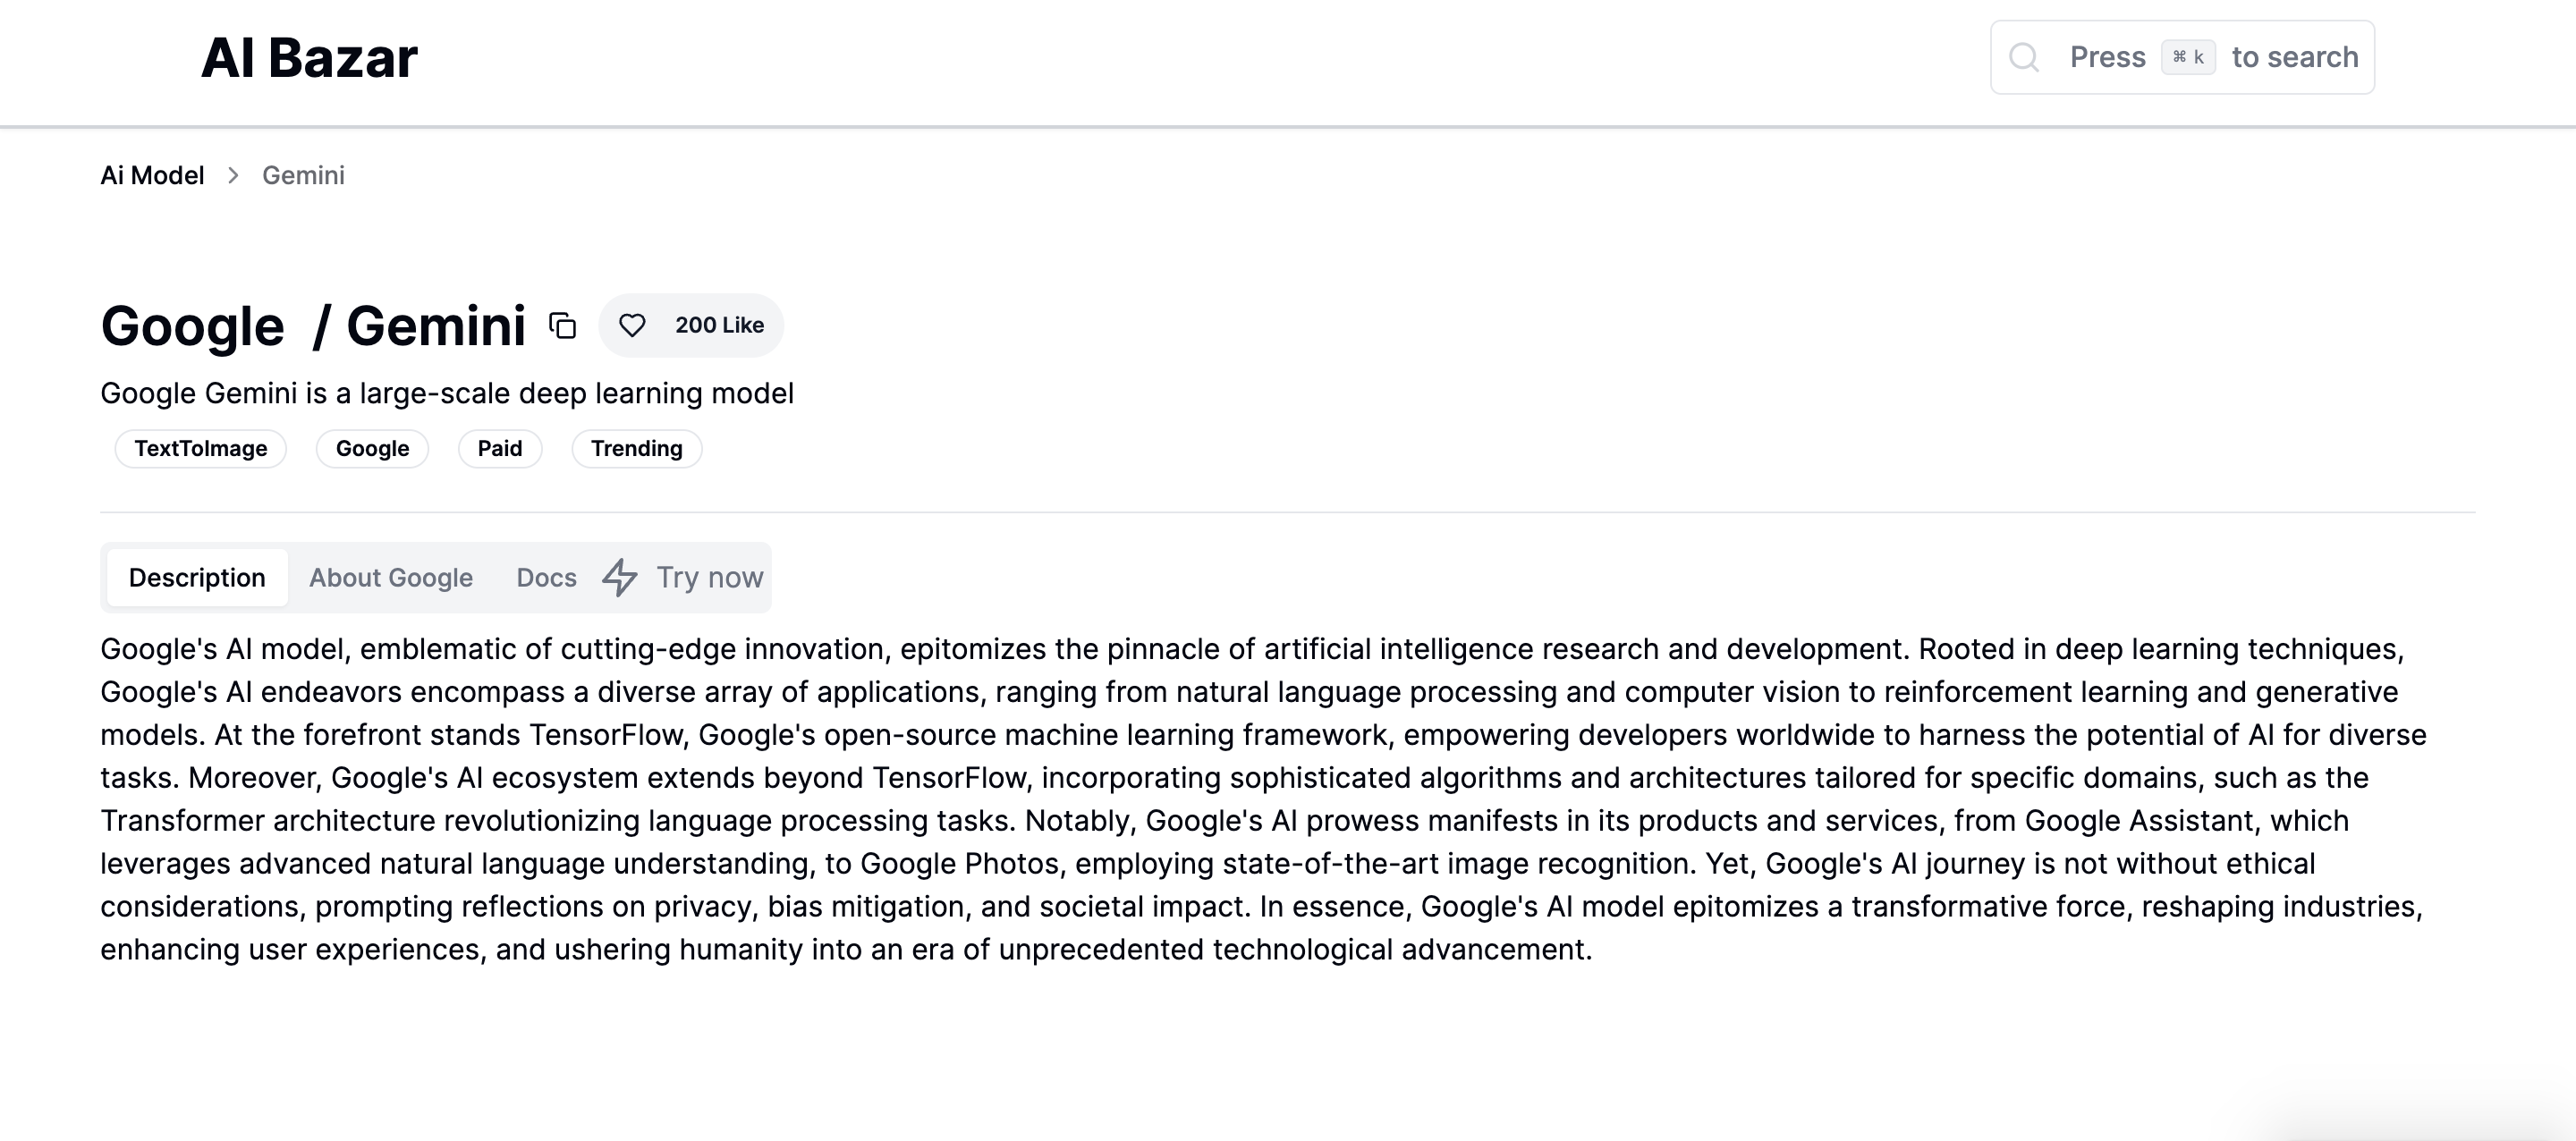 AI Bazar
Press ⌘ k to search
Ai Model > Gemini
Google / Gemini
200 Like
Google Gemini is a large-scale deep learning model
TextToImage Google Paid Trending
Description About Google Docs Try now
Google's AI model, emblematic of cutting-edge innovation, epitomizes the pinnacle of artificial intelligence research and development. Rooted in deep learning techniques,
Google's AI endeavors encompass a diverse array of applications, ranging from natural language processing and computer vision to reinforcement learning and generative
models. At the forefront stands TensorFlow, Google's open-source machine learning framework, empowering developers worldwide to harness the potential of AI for diverse
tasks. Moreover, Google's AI ecosystem extends beyond TensorFlow, incorporating sophisticated algorithms and architectures tailored for specific domains, such as the
Transformer architecture revolutionizing language processing tasks. Notably, Google's AI prowess manifests in its products and services, from Google Assistant, which
leverages advanced natural language understanding, to Google Photos, employing state-of-the-art image recognition. Yet, Google's AI journey is not without ethical
considerations, prompting reflections on privacy, bias mitigation, and societal impact. In essence, Google's AI model epitomizes a transformative force, reshaping industries,
enhancing user experiences, and ushering humanity into an era of unprecedented technological advancement.